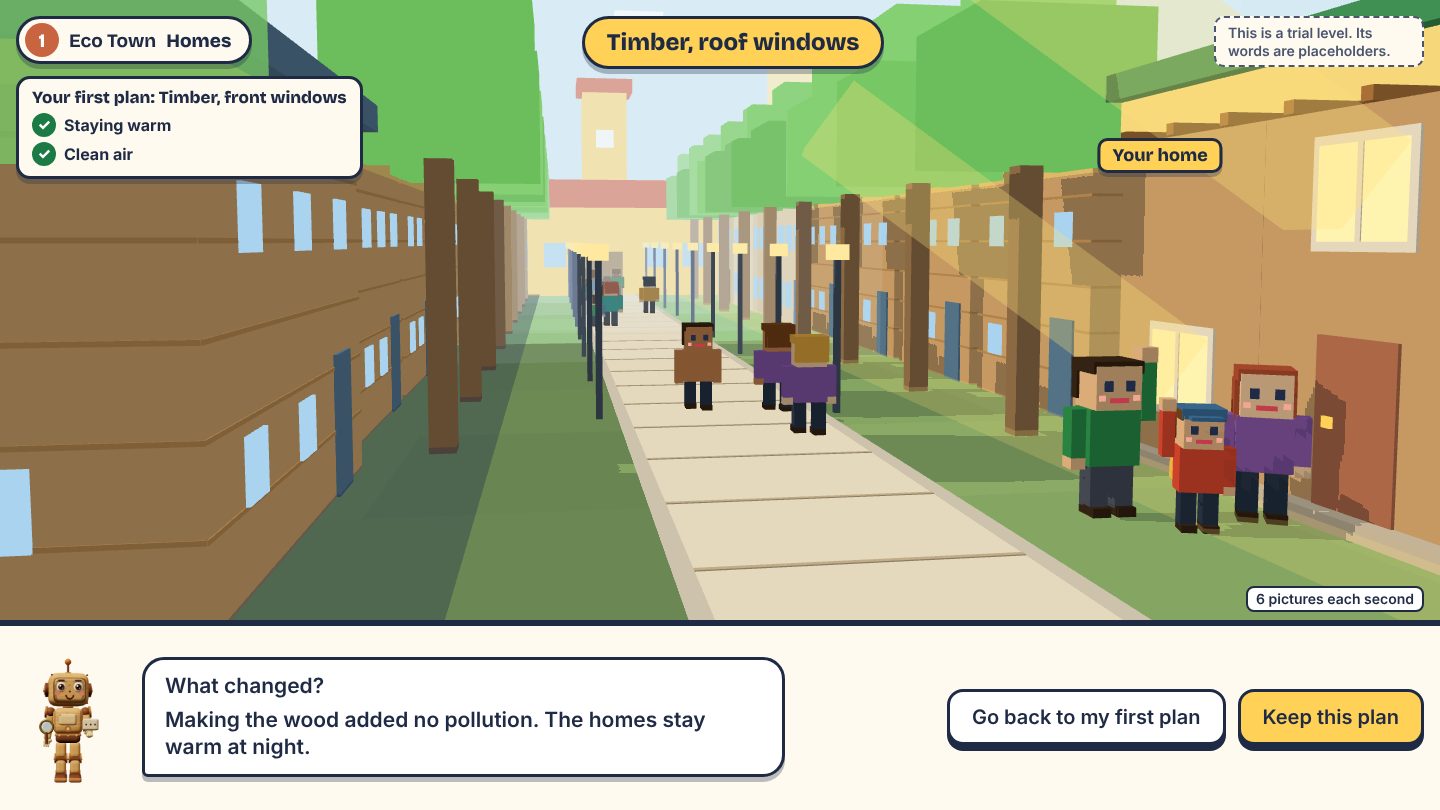 1 Eco Town Homes
Timber, roof windows
This is a trial level. Its
words are placeholders.
Your first plan: Timber, front windows
Staying warm
Clean air
Your home
6 pictures each second
What changed?
Making the wood added no pollution. The homes stay
warm at night.
Go back to my first plan
Keep this plan